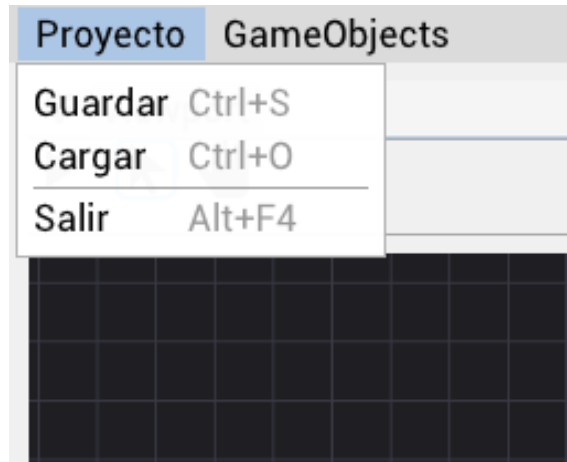 Proyecto GameObjects
Guardar Ctrl+S
Cargar Ctrl+O
Salir Alt+F4